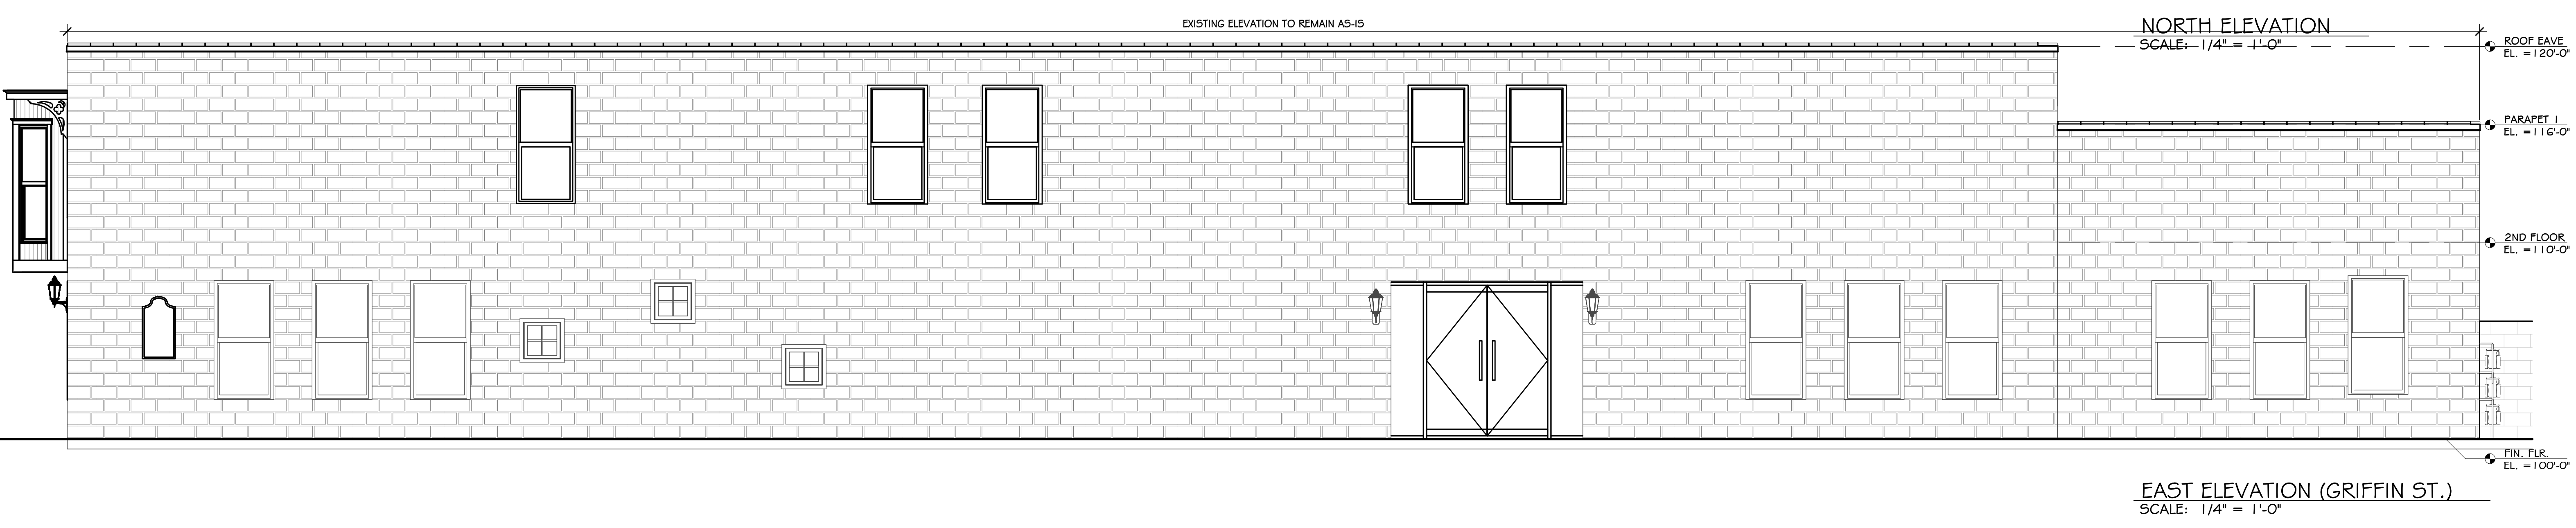 EXISTING ELEVATION TO REMAIN AS-IS
NORTH ELEVATION
SCALE: 1/4" = 1'-0"
ROOF EAVE
EL. =120'-0"
PARAPET 1
EL. =116'-0"
2ND FLOOR
EL. =110'-0"
FIN. FLR.
EL. =100'-0"
EAST ELEVATION (GRIFFIN ST.)
SCALE: 1/4" = 1'-0"